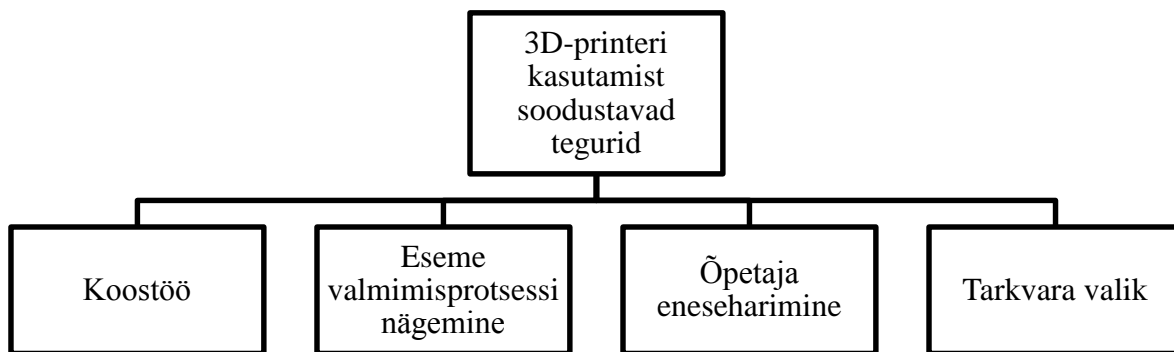 3D-printeri
kasutamist
soodustavad
tegurid
Koostöö
Eseme
valmimisprotsessi
nägemine
Õpetaja
eneseharimine
Tarkvara valik